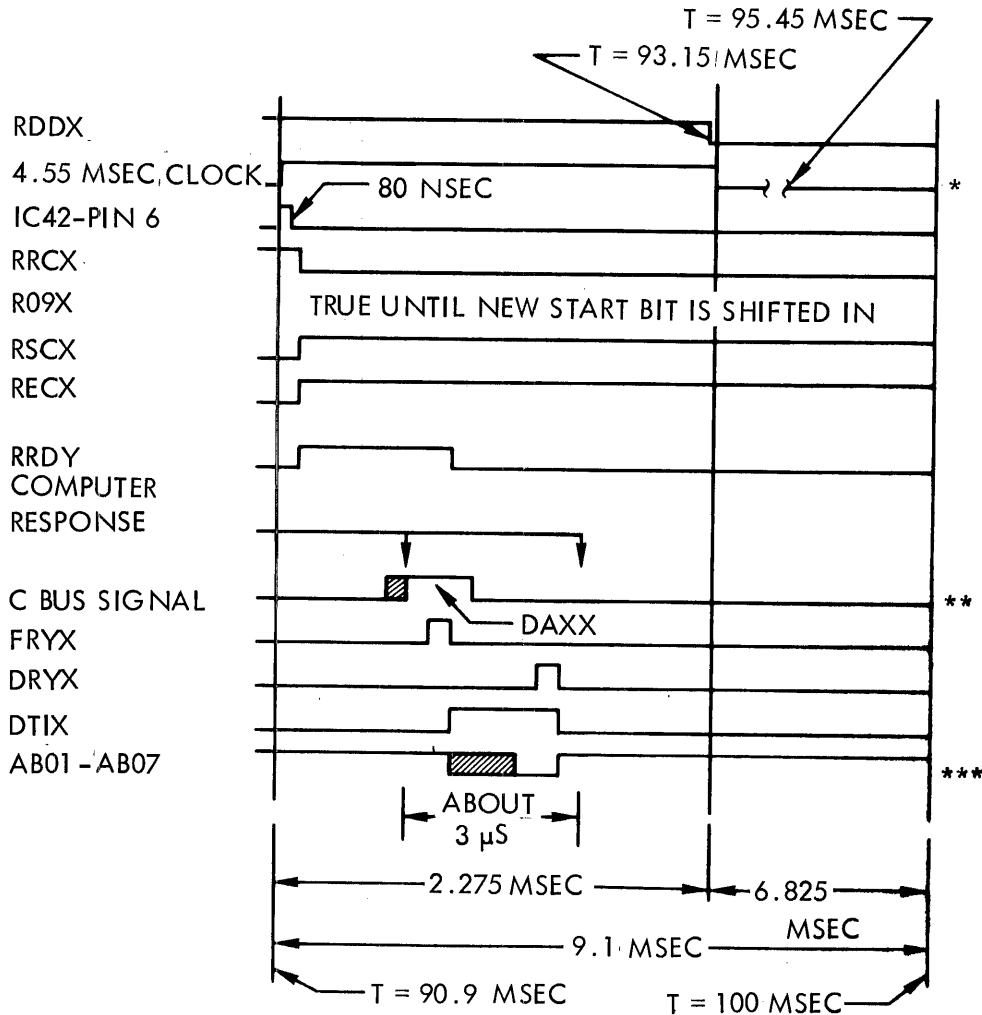 T = 95.45 MSEC
T = 93.15 MSEC
RDDX
4.55 MSEC, CLOCK
*
80 NSEC
IC42-PIN 6
RRCX
R09X
TRUE UNTIL NEW START BIT IS SHIFTED IN
RSCX
RECX
RRDY
COMPUTER
RESPONSE
C BUS SIGNAL
**
DAXX
FRYX
DRYX
DTIX
AB01-AB07
***
ABOUT
3 µS
2.275 MSEC
6.825
MSEC
9.1 MSEC
T = 90.9 MSEC
T = 100 MSEC